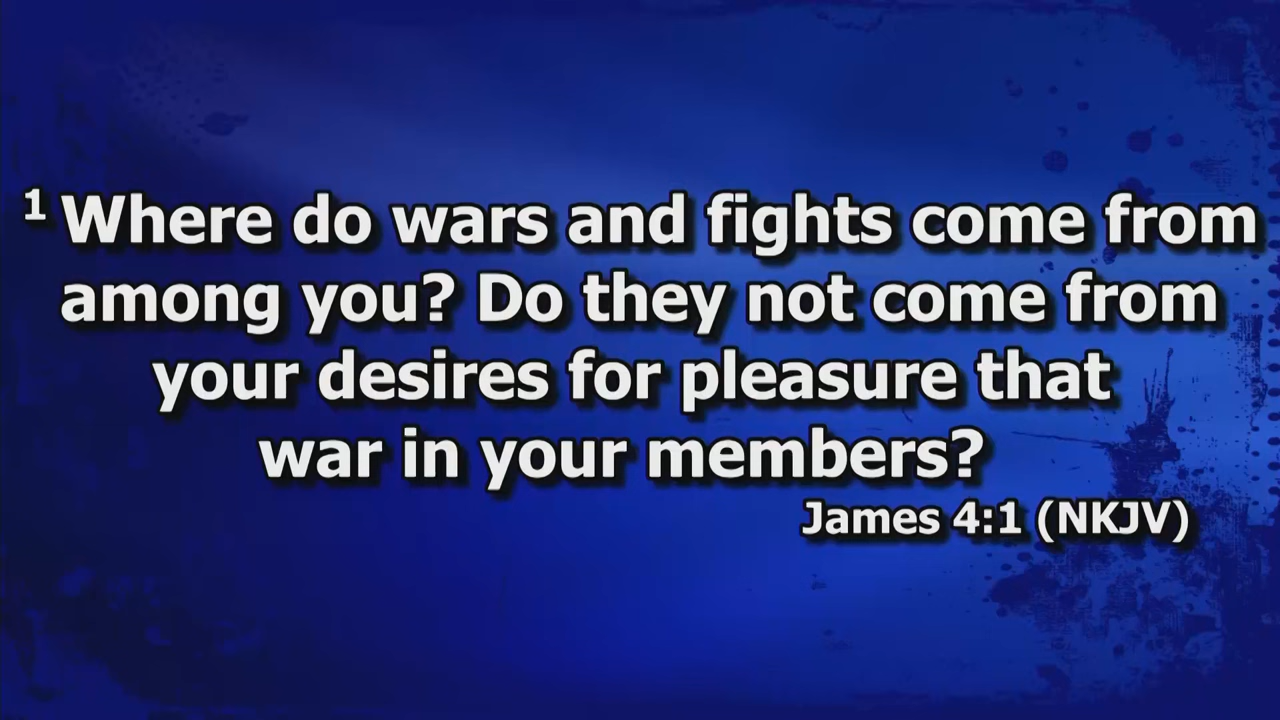 1 Where do wars and fights come from
among you? Do they not come from
your desires for pleasure that
war in your members?
James 4:1 (NKJV)